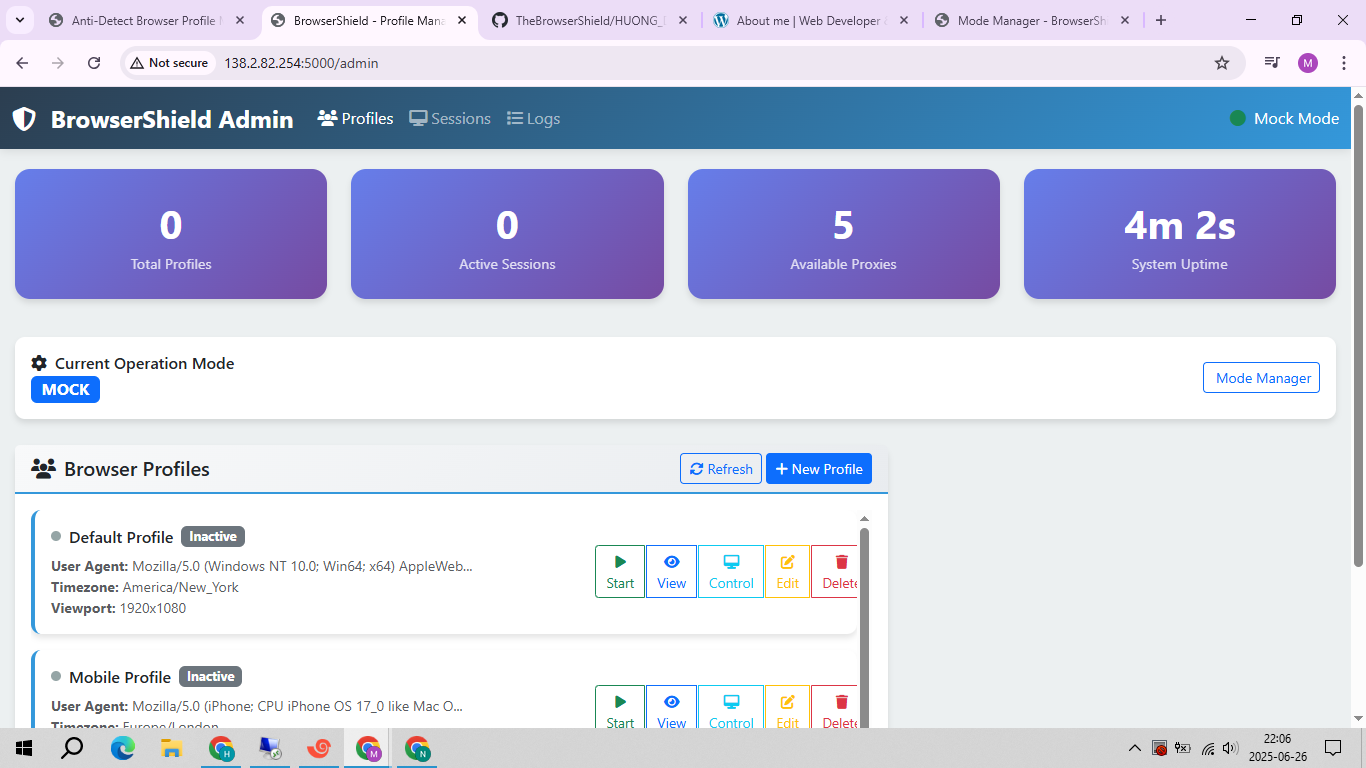 Anti-Detect Browser Profile
BrowserShield - Profile Mana
TheBrowserShield/HUONG_
About me | Web Developer
Mode Manager - BrowserSh
Not secure
138.2.82.254:5000/admin
M
BrowserShield Admin
Profiles
Sessions
Logs
Mock Mode
0
Total Profiles
0
Active Sessions
5
Available Proxies
4m 2s
System Uptime
Current Operation Mode
MOCK
Mode Manager
Browser Profiles
Refresh
New Profile
Default Profile
Inactive
User Agent: Mozilla/5.0 (Windows NT 10.0; Win64; x64) AppleWeb...
Timezone: America/New_York
Viewport: 1920x1080
Start
View
Control
Edit
Delete
Mobile Profile
Inactive
User Agent: Mozilla/5.0 (iPhone; CPU iPhone OS 17_0 like Mac O...
Timezone: Europe/London
Start
View
Control
Edit
Delete
H
M
N
22:06
2025-06-26